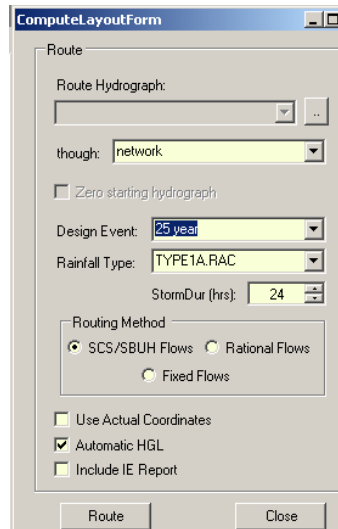 ComputeLayoutForm
Route
Route Hydrograph:
..
though: network
Zero starting hydrograph
Design Event: 25 year
Rainfall Type: TYPE1A.RAC
StormDur (hrs): 24
Routing Method
SCS/SBUH Flows Rational Flows
Fixed Flows
Use Actual Coordinates
Automatic HGL
Include IE Report
Route Close